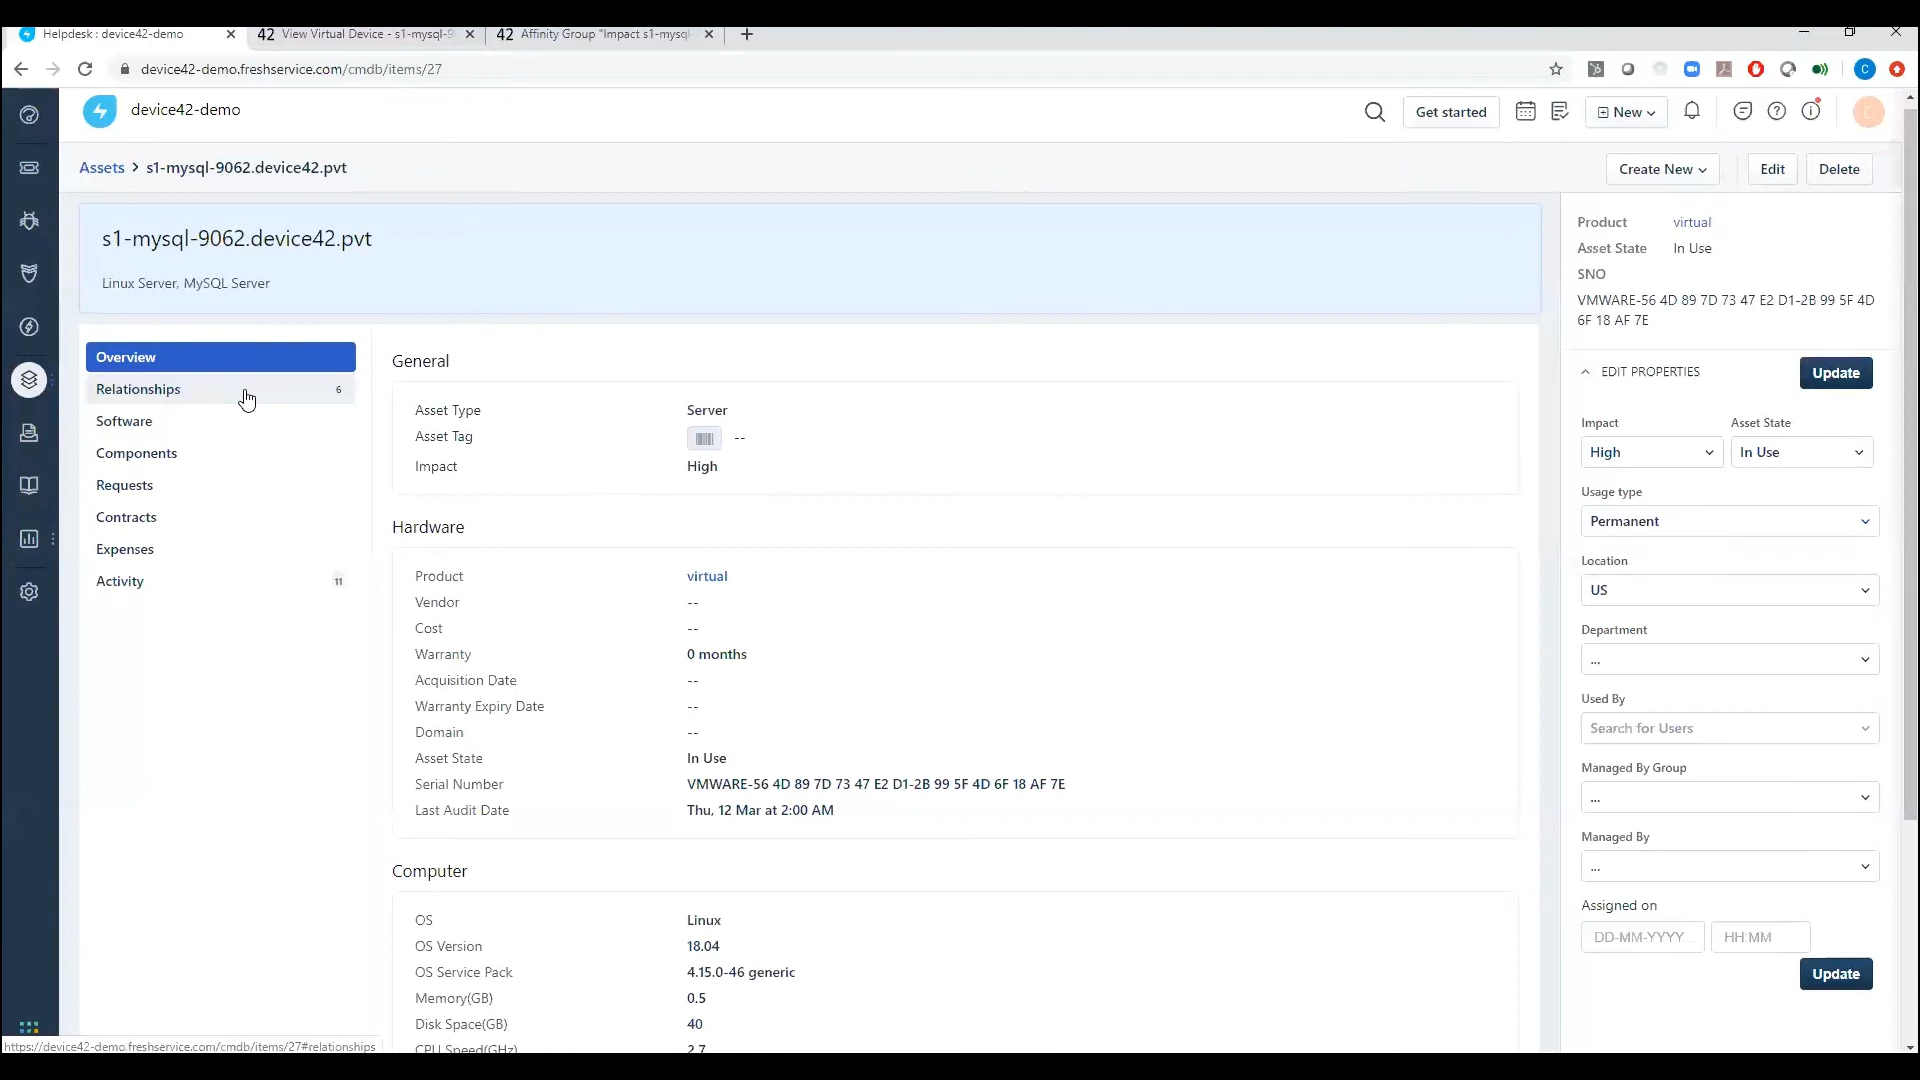 Helpdesk : device42-demo
42 View Virtual Device - s1-mysql-9
42 Affinity Group "Impact s1-mysql-
device42-demo.freshservice.com/cmdb/items/27
C
device42-demo
Get started
New
C
Assets > s1-mysql-9062.device42.pvt
Create New
Edit
Delete
s1-mysql-9062.device42.pvt
Linux Server, MySQL Server
Overview
Relationships 6
Software
Components
Requests
Contracts
Expenses
Activity 11
General
Asset Type Server
Asset Tag --
Impact High
Hardware
Product virtual
Vendor --
Cost --
Warranty 0 months
Acquisition Date --
Warranty Expiry Date --
Domain --
Asset State In Use
Serial Number VMWARE-56 4D 89 7D 73 47 E2 D1-2B 99 5F 4D 6F 18 AF 7E
Last Audit Date Thu, 12 Mar at 2:00 AM
Computer
OS Linux
OS Version 18.04
OS Service Pack 4.15.0-46 generic
Memory(GB) 0.5
Disk Space(GB) 40
CPU Speed(GHz) 2.7
Product virtual
Asset State In Use
SNO
VMWARE-56 4D 89 7D 73 47 E2 D1-2B 99 5F 4D
6F 18 AF 7E
EDIT PROPERTIES
Update
Impact Asset State
High In Use
Usage type
Permanent
Location
US
Department
...
Used By
Search for Users
Managed By Group
...
Managed By
...
Assigned on
DD-MM-YYYY HH:MM
Update
https://device42-demo.freshservice.com/cmdb/items/27#relationships